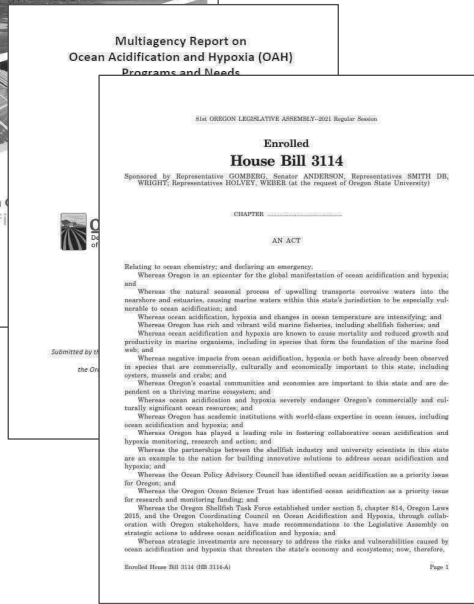 Multiagency Report on
Ocean Acidification and Hypoxia (OAH)
Programs and Needs
81st OREGON LEGISLATIVE ASSEMBLY--2021 Regular Session
Enrolled
House Bill 3114
Sponsored by Representative GOMBERG, Senator ANDERSON, Representatives SMITH DB,
WRIGHT; Representatives HOLVEY, WEBER (at the request of Oregon State University)
CHAPTER .................................................
AN ACT
Relating to ocean chemistry; and declaring an emergency.
Whereas Oregon is an epicenter for the global manifestation of ocean acidification and hypoxia;
and
Whereas the natural seasonal process of upwelling transports corrosive waters into the
nearshore and estuaries, causing marine waters within this state's jurisdiction to be especially vul-
nerable to ocean acidification; and
Whereas ocean acidification, hypoxia and changes in ocean temperature are intensifying; and
Whereas Oregon has rich and vibrant wild marine fisheries, including shellfish fisheries; and
Whereas ocean acidification and hypoxia are known to cause mortality and reduced growth and
productivity in marine organisms, including in species that form the foundation of the marine food
web; and
Whereas negative impacts from ocean acidification, hypoxia or both have already been observed
in species that are commercially, culturally and economically important to this state, including
oysters, mussels and crabs; and
Whereas Oregon's coastal communities and economies are important to this state and are de-
pendent on a thriving marine ecosystem; and
Whereas ocean acidification and hypoxia severely endanger Oregon's commercially and cul-
turally significant ocean resources; and
Whereas Oregon has academic institutions with world-class expertise in ocean issues, including
ocean acidification and hypoxia; and
Whereas Oregon has played a leading role in fostering collaborative ocean acidification and
hypoxia monitoring, research and action; and
Whereas the partnerships between the shellfish industry and university scientists in this state
are an example to the nation for building innovative solutions to address ocean acidification and
hypoxia; and
Whereas the Ocean Policy Advisory Council has identified ocean acidification as a priority issue
for Oregon; and
Whereas the Oregon Ocean Science Trust has identified ocean acidification as a priority issue
for research and monitoring funding; and
Whereas the Oregon Shellfish Task Force established under section 5, chapter 814, Oregon Laws
2015, and the Oregon Coordinating Council on Ocean Acidification and Hypoxia, through collab-
oration with Oregon stakeholders, have made recommendations to the Legislative Assembly on
strategic actions to address ocean acidification and hypoxia; and
Whereas strategic investments are necessary to address the risks and vulnerabilities caused by
ocean acidification and hypoxia that threaten the state's economy and ecosystems; now, therefore,
Enrolled House Bill 3114 (HB 3114-A) Page 1
Submitted by th
the Or